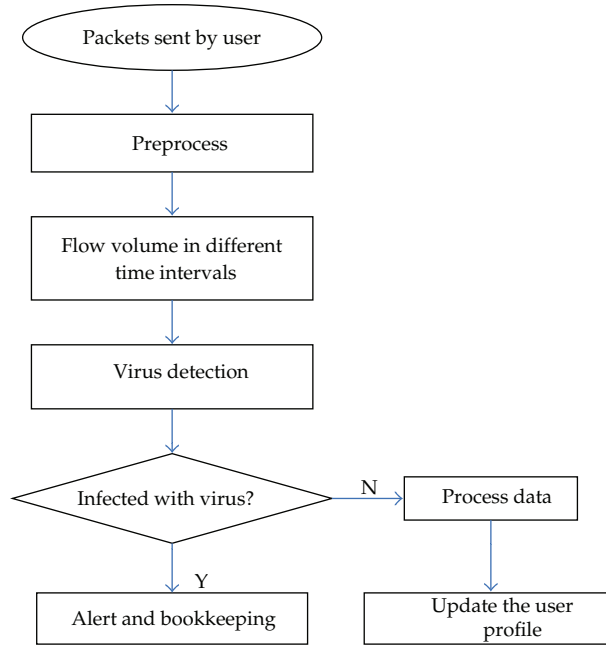 Packets sent by user
Preprocess
Flow volume in different
time intervals
Virus detection
Infected with virus?
N
Process data
Y
Alert and bookkeeping
Update the user
profile